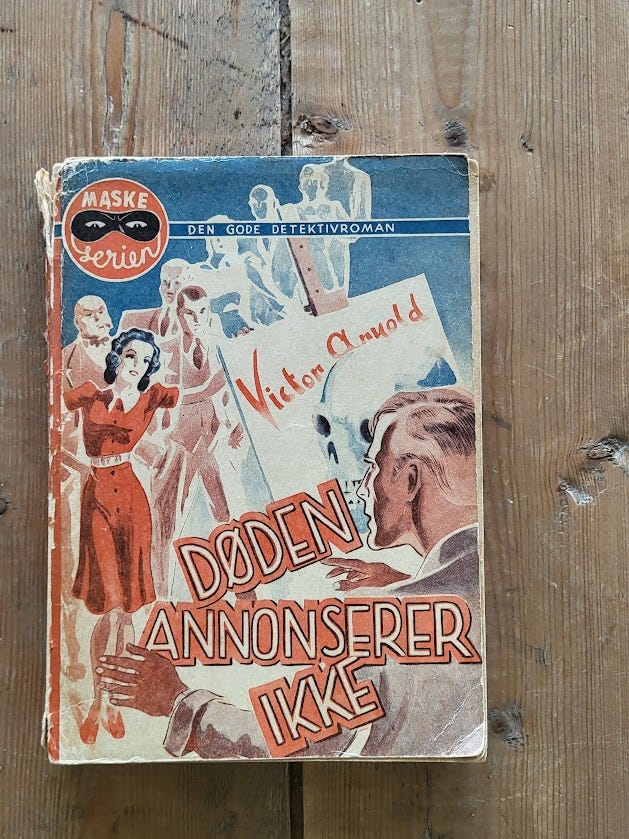 MASKE
serien
DEN GODE DETEKTIVROMAN
Victor Arnold
DØDEN
ANNONSERER
IKKE